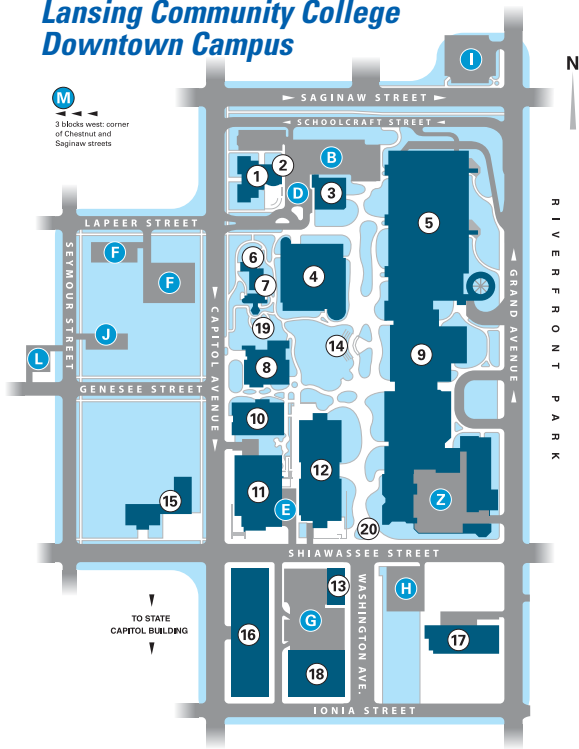 Lansing Community College
Downtown Campus
I
N
M
3 blocks west: corner
of Chestnut and
Saginaw streets
SAGINAW STREET
SCHOOLCRAFT STREET
B
2
1
D
3
5
LAPEER STREET
SEYMOUR STREET
F
F
6
7
4
CAPITOL AVENUE
GRAND AVENUE
RIVERFRONT PARK
19
14
J
L
8
9
GENESEE STREET
10
12
11
15
E
Z
20
SHIAWASSEE STREET
13
WASHINGTON AVE.
H
TO STATE
CAPITOL BUILDING
G
16
17
18
IONIA STREET